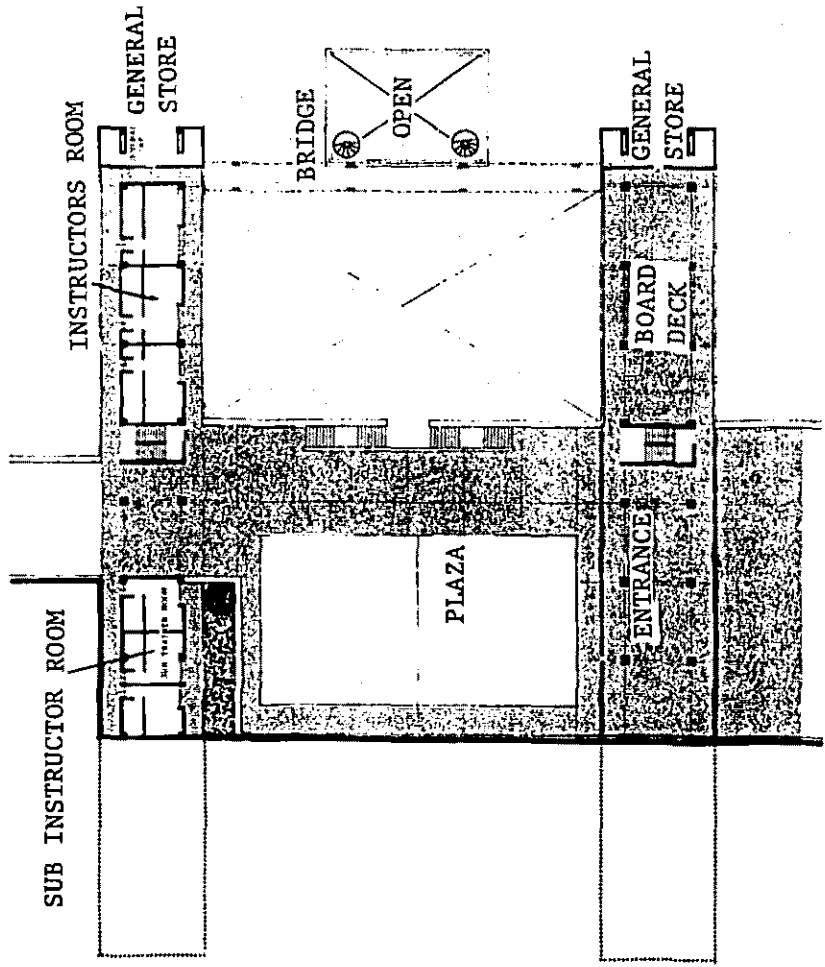 SUB INSTRUCTOR ROOM
INSTRUCTORS ROOM
GENERAL
STORE
BRIDGE
OPEN
PLAZA
ENTRANCE
BOARD
DECK
GENERAL
STORE